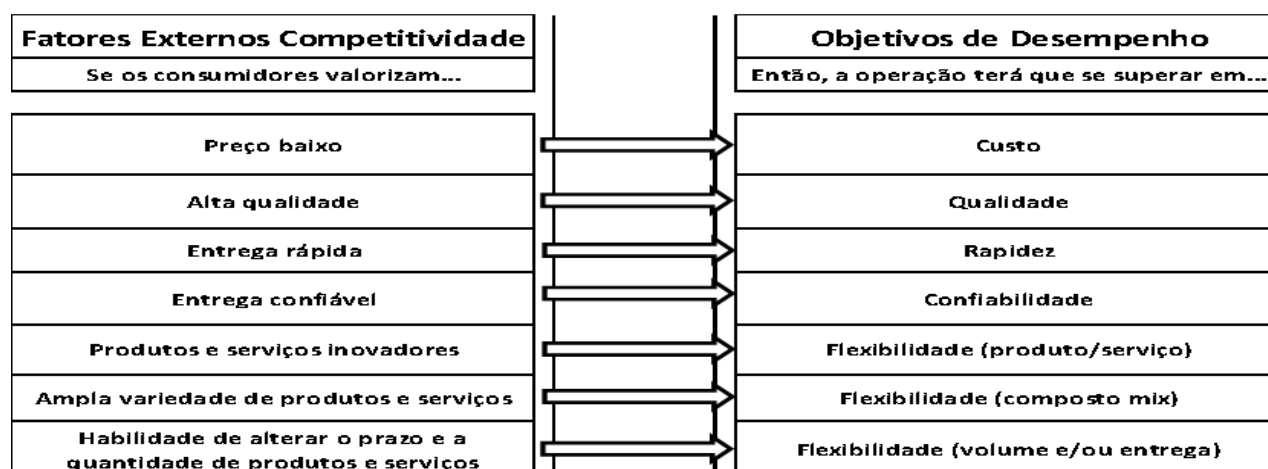 Fatores Externos Competitividade
Objetivos de Desempenho
Se os consumidores valorizam...
Então, a operação terá que se superar em...
Preço baixo
Custo
Alta qualidade
Qualidade
Entrega rápida
Rapidez
Entrega confiável
Confiabilidade
Produtos e serviços inovadores
Flexibilidade (produto/serviço)
Ampla variedade de produtos e serviços
Flexibilidade (composto mix)
Habilidade de alterar o prazo e a
quantidade de produtos e serviços
Flexibilidade (volume e/ou entrega)